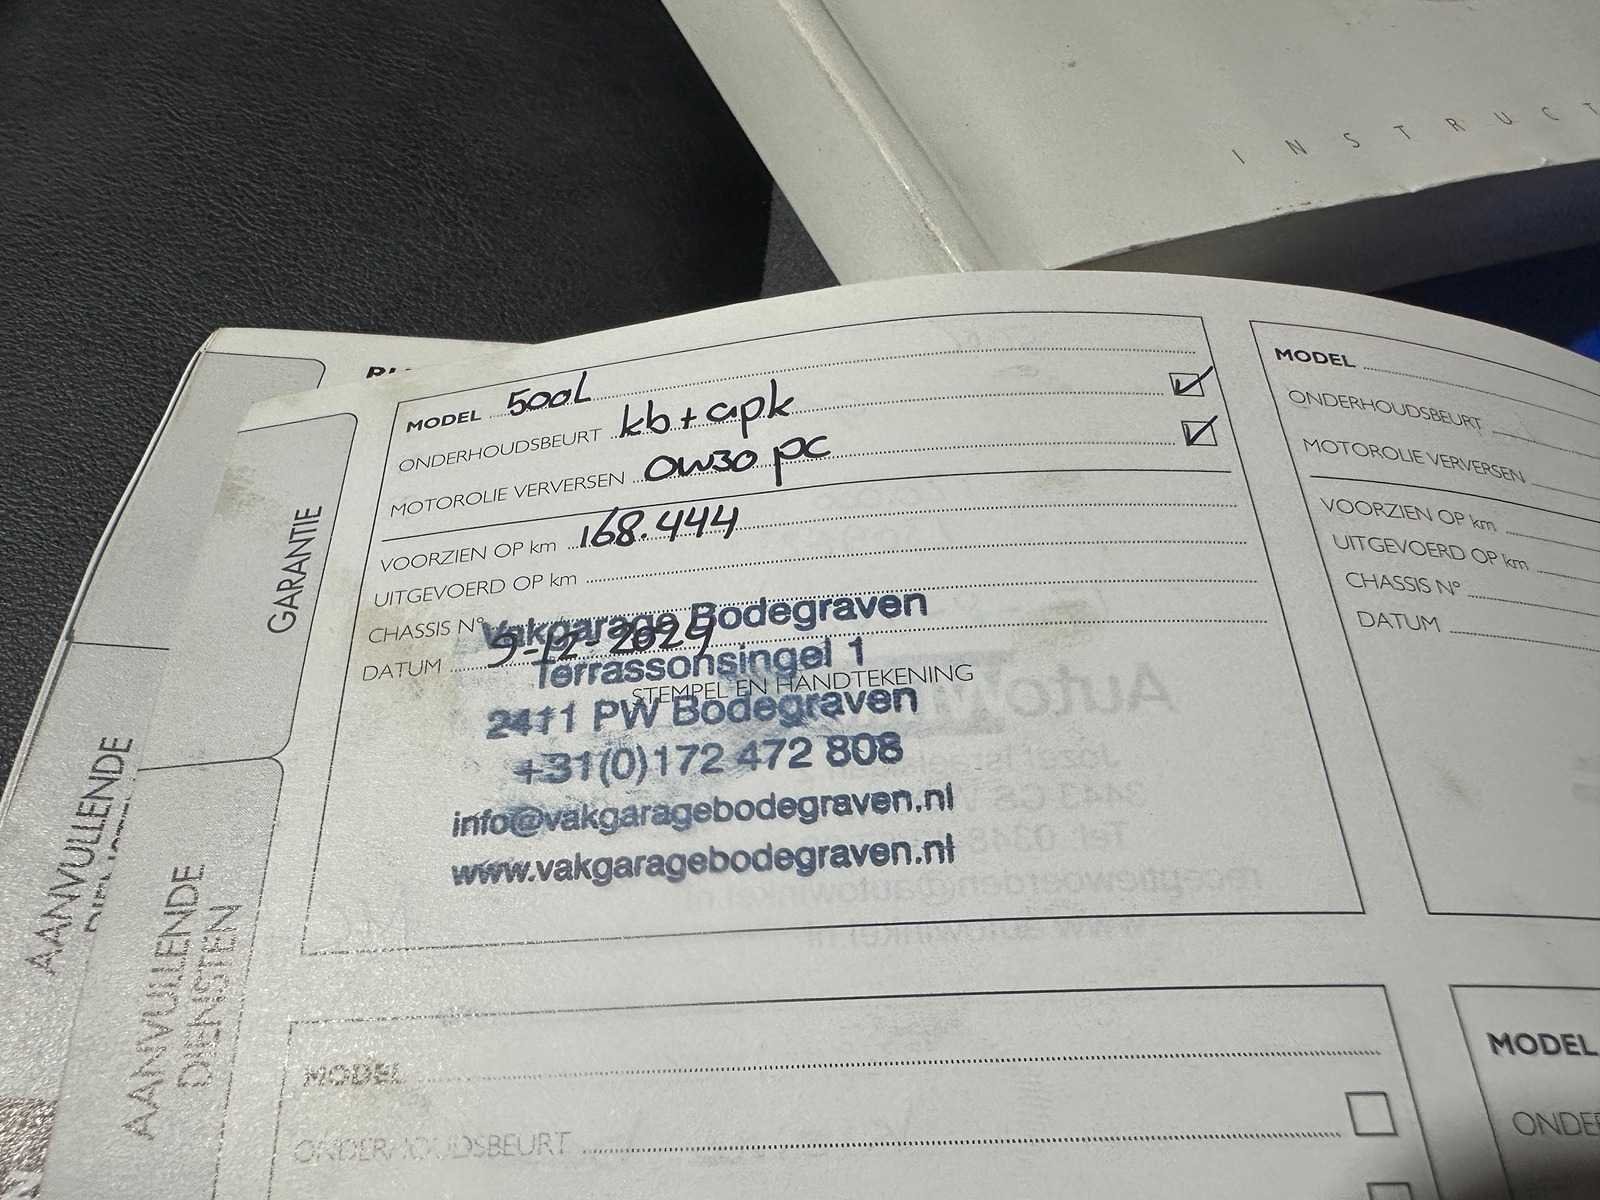 INSTRUCT
MODEL 500L
ONDERHOUDSBEURT kb + apk
MOTOROLIE VERVERSEN 0W30 pc
VOORZIEN OP km 168.444
UITGEVOERD OP km
CHASSIS N°
DATUM 9-12-2024
STEMPEL EN HANDTEKENING
Vakgarage Bodegraven
Terrassonsingel 1
2411 PW Bodegraven
+31(0)172 472 808
info@vakgaragebodegraven.nl
www.vakgaragebodegraven.nl
MODEL
ONDERHOUDSBEURT
MOTOROLIE VERVERSEN
VOORZIEN OP km
UITGEVOERD OP km
CHASSIS N°
DATUM
GARANTIE
AANVULLENDE
AANVULLENDE
DIENSTEN
MODEL
ONDERHOUDSBEURT
MODEL
ONDE